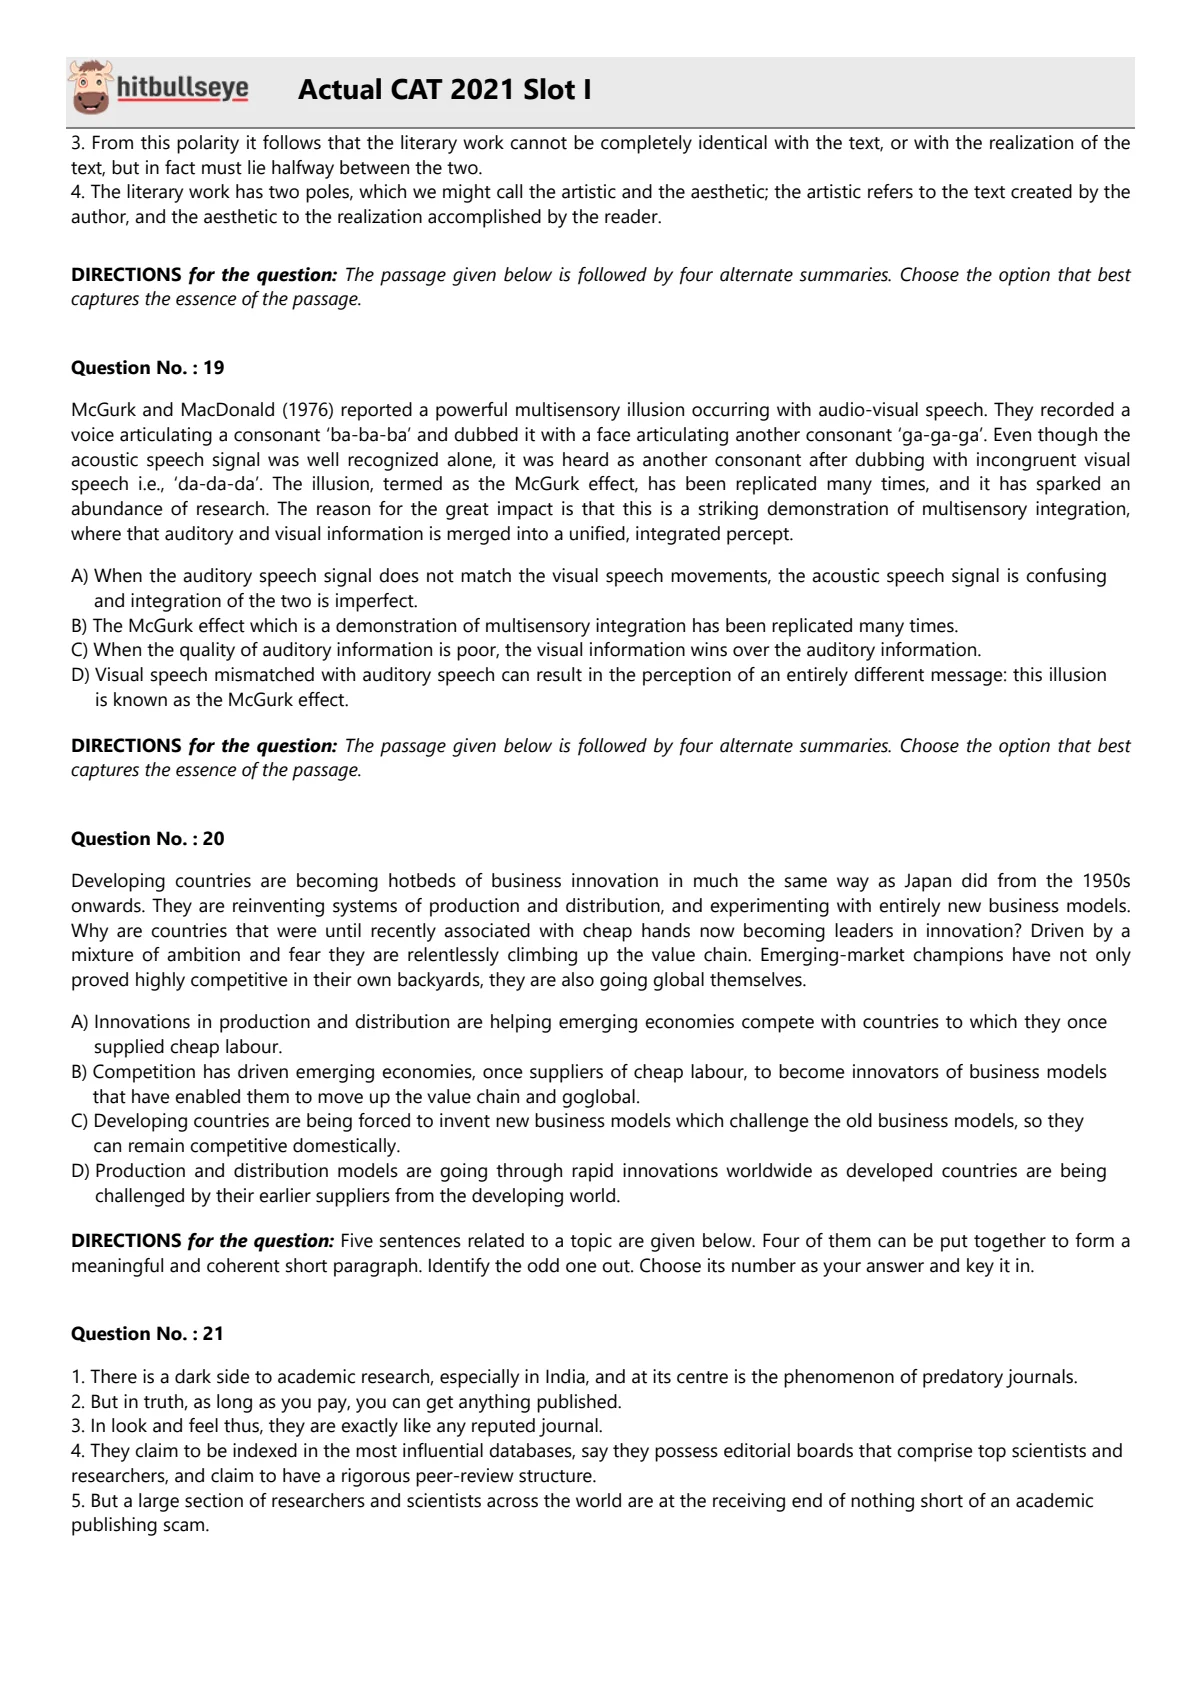 hitbullseye Actual CAT 2021 Slot I
3. From this polarity it follows that the literary work cannot be completely identical with the text, or with the realization of the
text, but in fact must lie halfway between the two.
4. The literary work has two poles, which we might call the artistic and the aesthetic; the artistic refers to the text created by the
author, and the aesthetic to the realization accomplished by the reader.
DIRECTIONS for the question: The passage given below is followed by four alternate summaries. Choose the option that best
captures the essence of the passage.
Question No. : 19
McGurk and MacDonald (1976) reported a powerful multisensory illusion occurring with audio-visual speech. They recorded a
voice articulating a consonant ‘ba-ba-ba’ and dubbed it with a face articulating another consonant ‘ga-ga-ga’. Even though the
acoustic speech signal was well recognized alone, it was heard as another consonant after dubbing with incongruent visual
speech i.e., ‘da-da-da’. The illusion, termed as the McGurk effect, has been replicated many times, and it has sparked an
abundance of research. The reason for the great impact is that this is a striking demonstration of multisensory integration,
where that auditory and visual information is merged into a unified, integrated percept.
A) When the auditory speech signal does not match the visual speech movements, the acoustic speech signal is confusing
and integration of the two is imperfect.
B) The McGurk effect which is a demonstration of multisensory integration has been replicated many times.
C) When the quality of auditory information is poor, the visual information wins over the auditory information.
D) Visual speech mismatched with auditory speech can result in the perception of an entirely different message: this illusion
is known as the McGurk effect.
DIRECTIONS for the question: The passage given below is followed by four alternate summaries. Choose the option that best
captures the essence of the passage.
Question No. : 20
Developing countries are becoming hotbeds of business innovation in much the same way as Japan did from the 1950s
onwards. They are reinventing systems of production and distribution, and experimenting with entirely new business models.
Why are countries that were until recently associated with cheap hands now becoming leaders in innovation? Driven by a
mixture of ambition and fear they are relentlessly climbing up the value chain. Emerging-market champions have not only
proved highly competitive in their own backyards, they are also going global themselves.
A) Innovations in production and distribution are helping emerging economies compete with countries to which they once
supplied cheap labour.
B) Competition has driven emerging economies, once suppliers of cheap labour, to become innovators of business models
that have enabled them to move up the value chain and goglobal.
C) Developing countries are being forced to invent new business models which challenge the old business models, so they
can remain competitive domestically.
D) Production and distribution models are going through rapid innovations worldwide as developed countries are being
challenged by their earlier suppliers from the developing world.
DIRECTIONS for the question: Five sentences related to a topic are given below. Four of them can be put together to form a
meaningful and coherent short paragraph. Identify the odd one out. Choose its number as your answer and key it in.
Question No. : 21
1. There is a dark side to academic research, especially in India, and at its centre is the phenomenon of predatory journals.
2. But in truth, as long as you pay, you can get anything published.
3. In look and feel thus, they are exactly like any reputed journal.
4. They claim to be indexed in the most influential databases, say they possess editorial boards that comprise top scientists and
researchers, and claim to have a rigorous peer-review structure.
5. But a large section of researchers and scientists across the world are at the receiving end of nothing short of an academic
publishing scam.